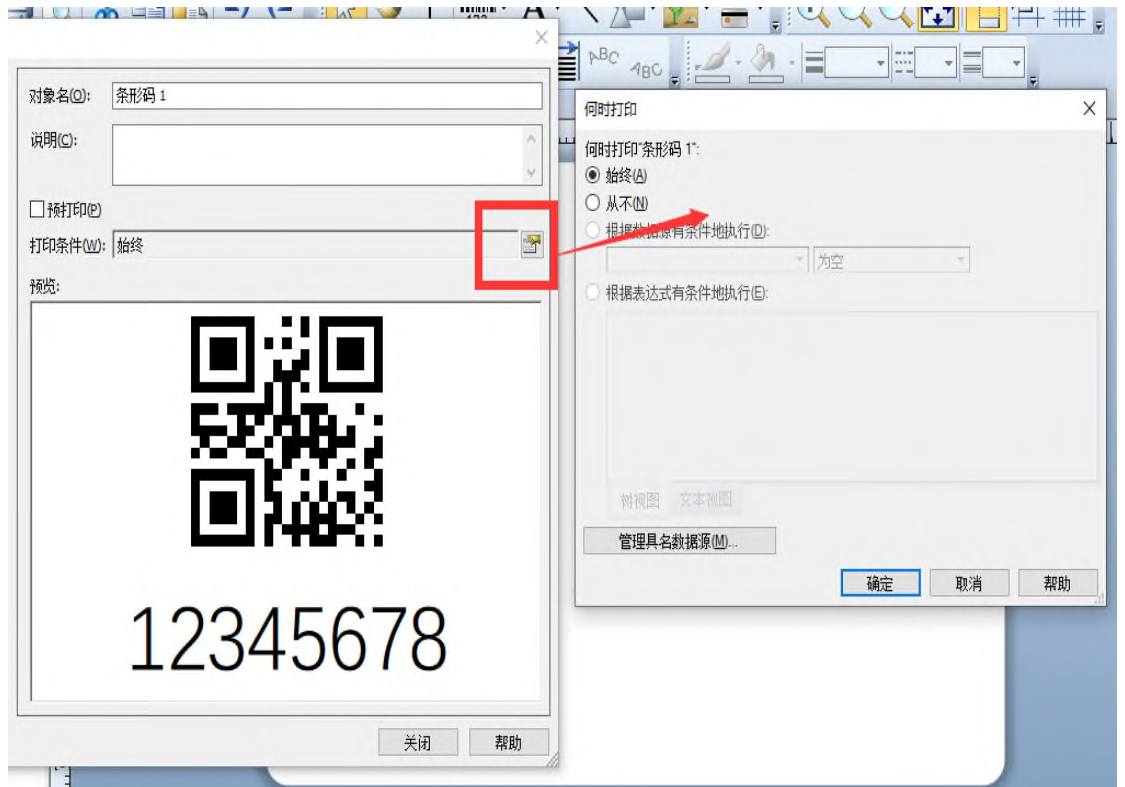 123
A
ABC
ABC
对象名(O): 条形码 1
说明(C):
预打印(P)
打印条件(W): 始终
预览:
12345678
关闭 帮助
何时打印
何时打印"条形码 1":
始终(A)
从不(N)
根据数据源有条件地执行(D):
为空
根据表达式有条件地执行(E):
树视图 文本视图
管理具名数据源(M)...
确定 取消 帮助